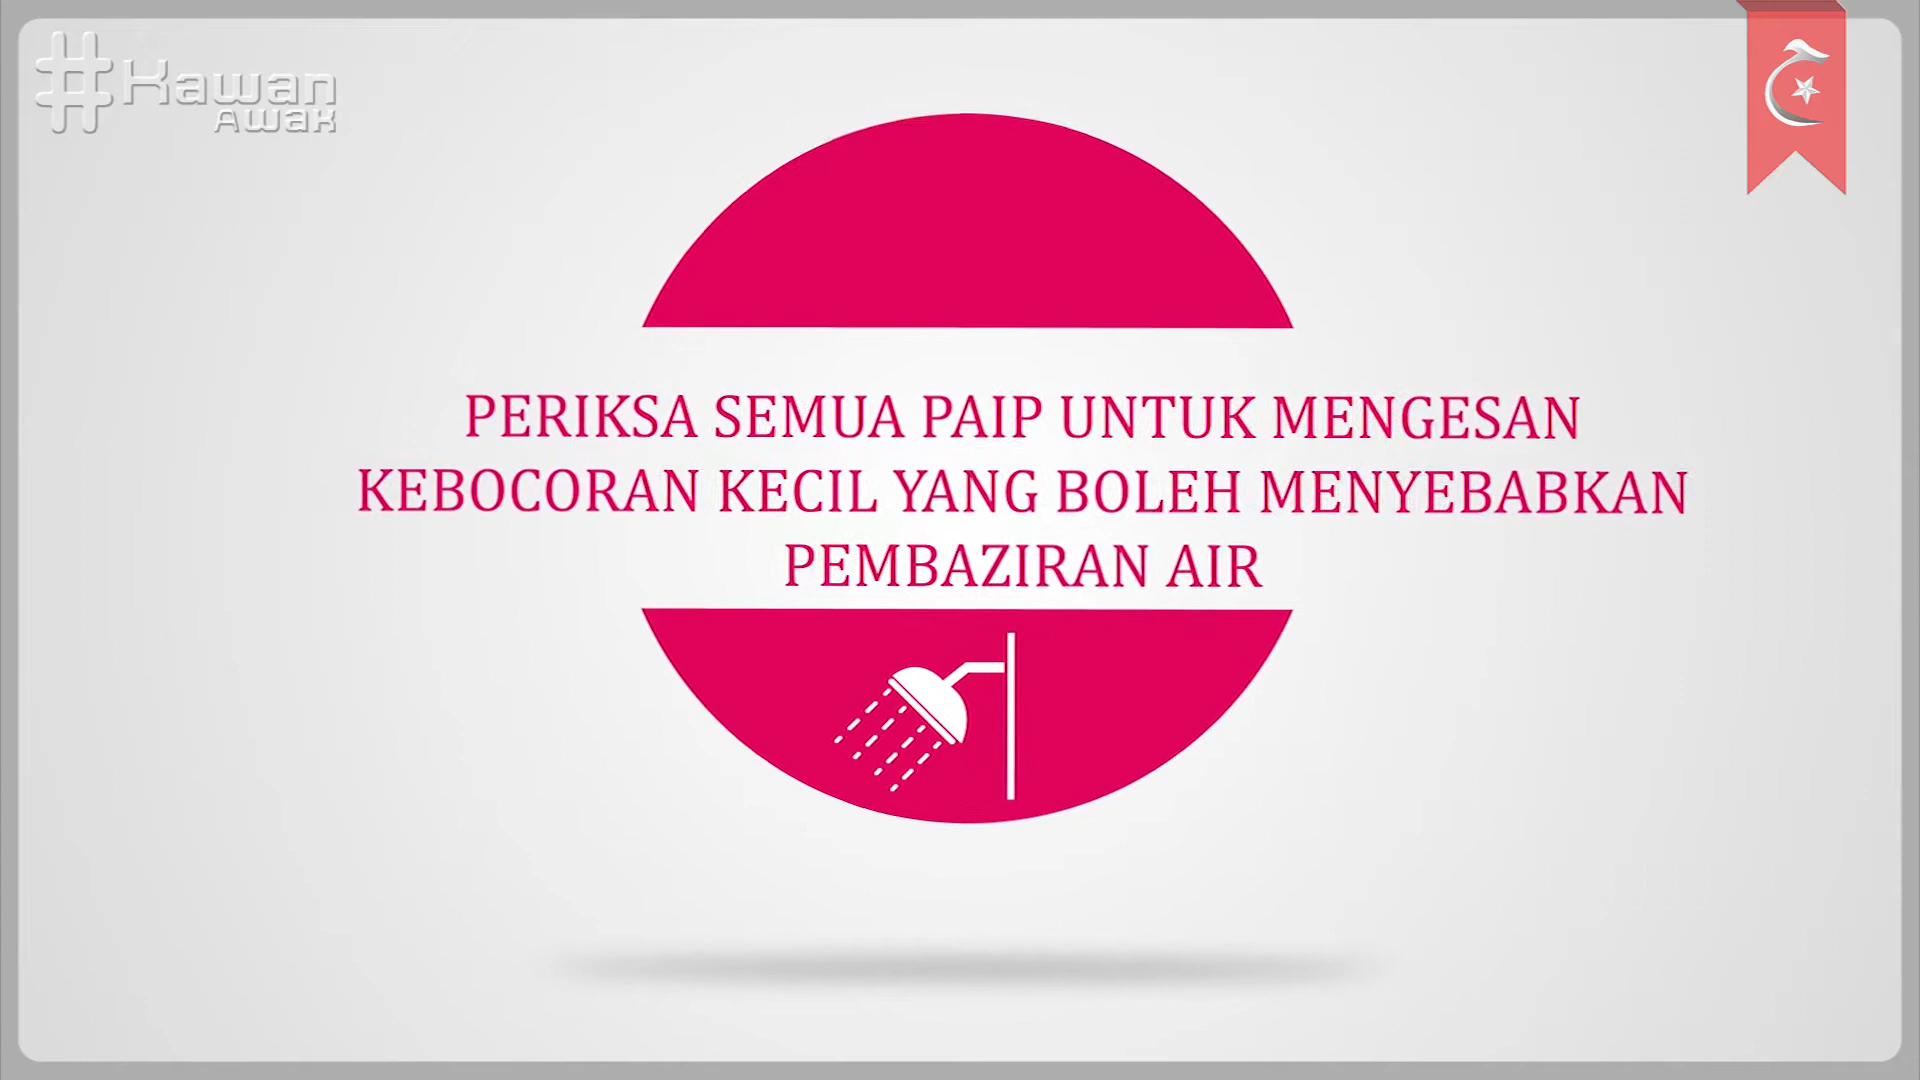 #Kawan
Awak
PERIKSA SEMUA PAIP UNTUK MENGESAN
KEBOCORAN KECIL YANG BOLEH MENYEBABKAN
PEMBAZIRAN AIR